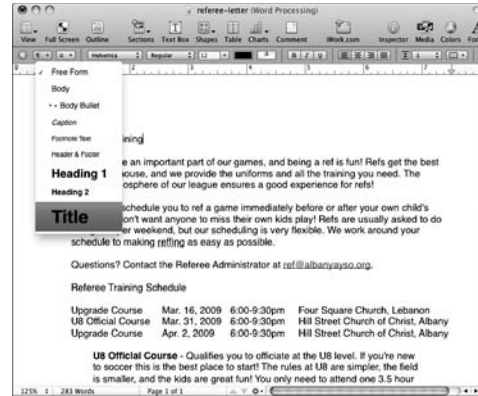 referee-letter (Word Processing)
View Full Screen Outline Sections Text Box Shapes Table Charts Comment iWork.com Inspector Media Colors
Helvetica Regular 12 B I U
0 2 3 4 5 6 7
✓ Free Form
Body
• Body Bullet
Caption
Footnote Text
Header & Footer
Heading 1
Heading 2
Title
ining
e an important part of our games, and being a ref is fun! Refs get the best
ouse, and we provide the uniforms and all the training you need. The
osphere of our league ensures a good experience for refs!
chedule you to ref a game immediately before or after your own child's
on't want anyone to miss their own kids play! Refs are usually asked to do
er weekend, but our scheduling is very flexible. We work around your
schedule to making reffing as easy as possible.
Questions? Contact the Referee Administrator at ref@albanyayso.org.
Referee Training Schedule
Upgrade Course Mar. 16, 2009 6:00-9:30pm Four Square Church, Lebanon
U8 Official Course Mar. 31, 2009 6:00-9:30pm Hill Street Church of Christ, Albany
Upgrade Course Apr. 2, 2009 6:00-9:30pm Hill Street Church of Christ, Albany
U8 Official Course - Qualifies you to officiate at the U8 level. If you're new
to soccer this is the best place to start! The rules at U8 are simpler, the field
is smaller, and the kids are great fun! You only need to attend one 3.5 hour
125% 283 Words Page 1 of 1